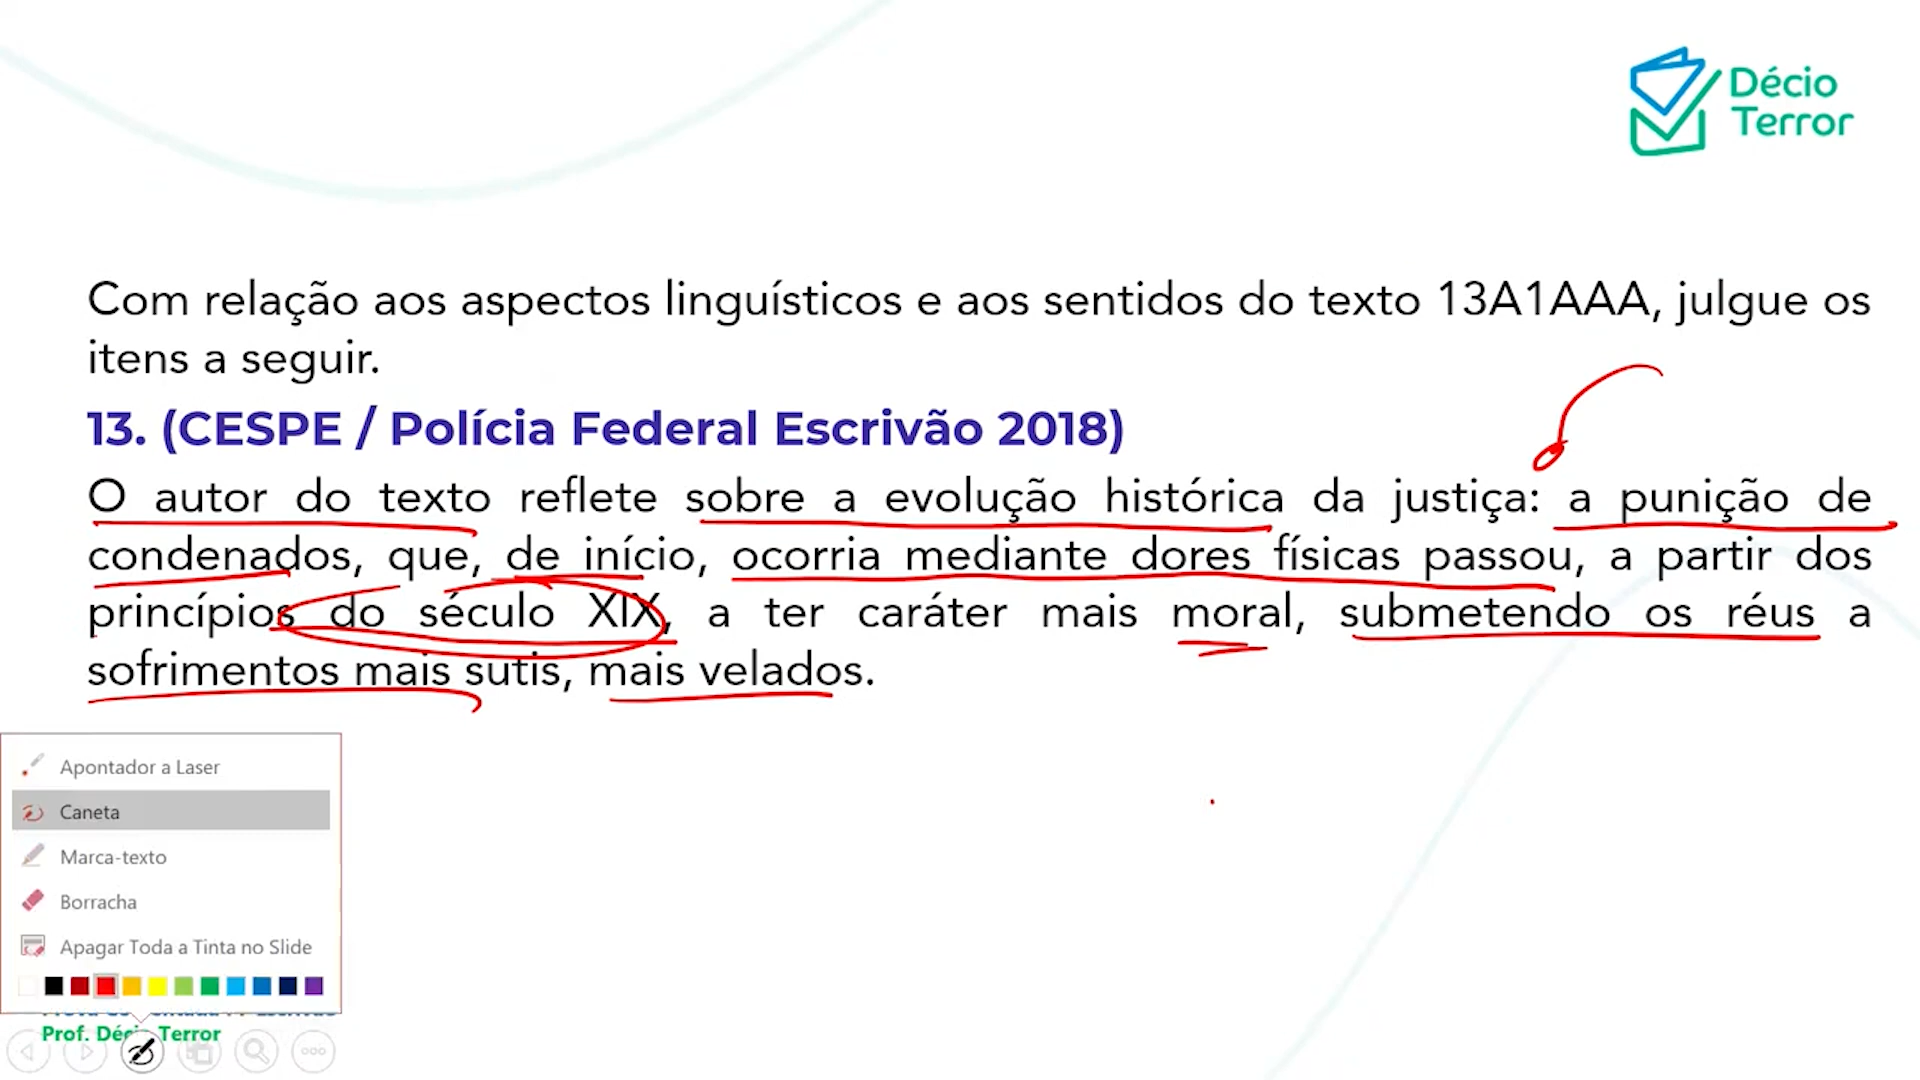 Décio
Terror
Com relação aos aspectos linguísticos e aos sentidos do texto 13A1AAA, julgue os
itens a seguir.
13. (CESPE / Polícia Federal Escrivão 2018)
O autor do texto reflete sobre a evolução histórica da justiça: a punição de
condenados, que, de início, ocorria mediante dores físicas passou, a partir dos
princípios do século XIX, a ter caráter mais moral, submetendo os réus a
sofrimentos mais sutis, mais velados.
Apontador a Laser
Caneta
Marca-texto
Borracha
Apagar Toda a Tinta no Slide
Prof. Décio Terror